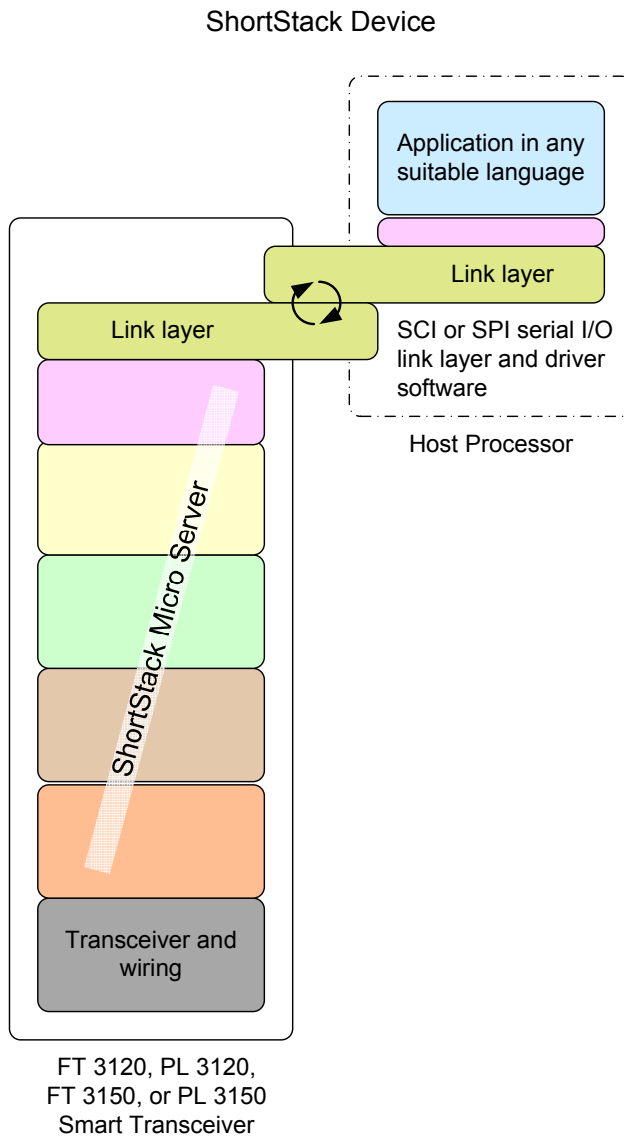 ShortStack Device
Application in any
suitable language
Link layer
Link layer
SCI or SPI serial I/O
link layer and driver
software
Host Processor
ShortStack Micro Server
Transceiver and
wiring
FT 3120, PL 3120,
FT 3150, or PL 3150
Smart Transceiver